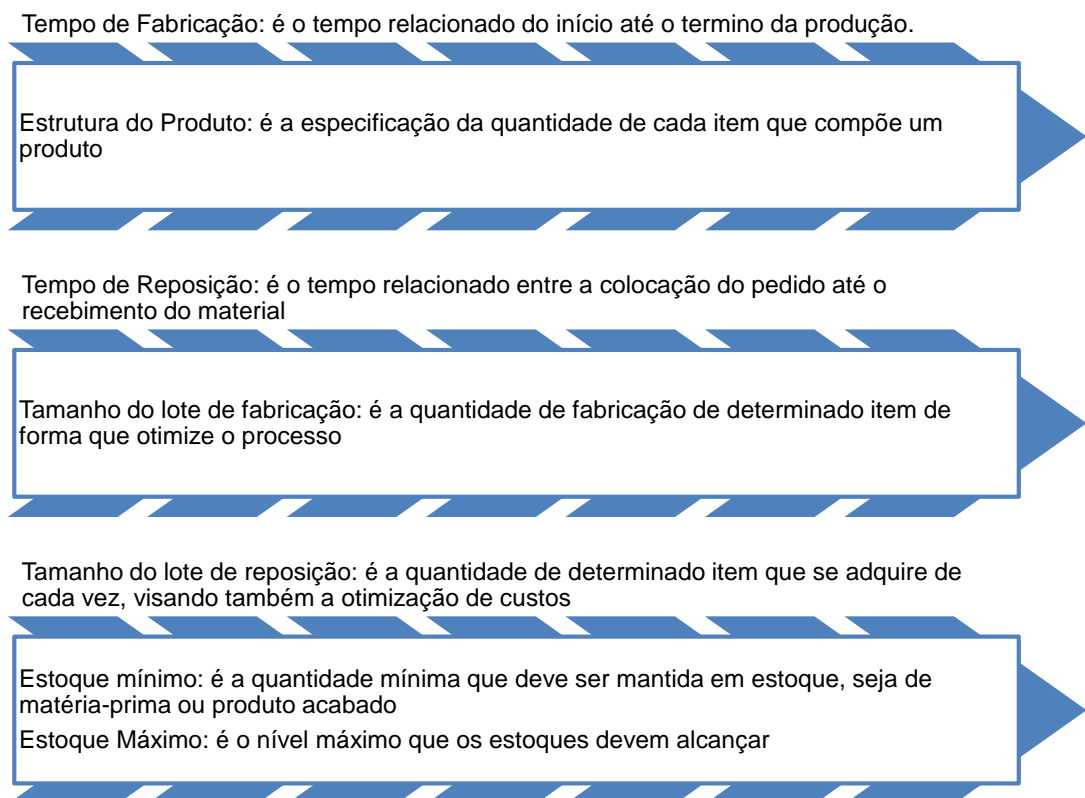 Tempo de Fabricação: é o tempo relacionado do início até o termino da produção.
Estrutura do Produto: é a especificação da quantidade de cada item que compõe um
produto
Tempo de Reposição: é o tempo relacionado entre a colocação do pedido até o
recebimento do material
Tamanho do lote de fabricação: é a quantidade de fabricação de determinado item de
forma que otimize o processo
Tamanho do lote de reposição: é a quantidade de determinado item que se adquire de
cada vez, visando também a otimização de custos
Estoque mínimo: é a quantidade mínima que deve ser mantida em estoque, seja de
matéria-prima ou produto acabado
Estoque Máximo: é o nível máximo que os estoques devem alcançar